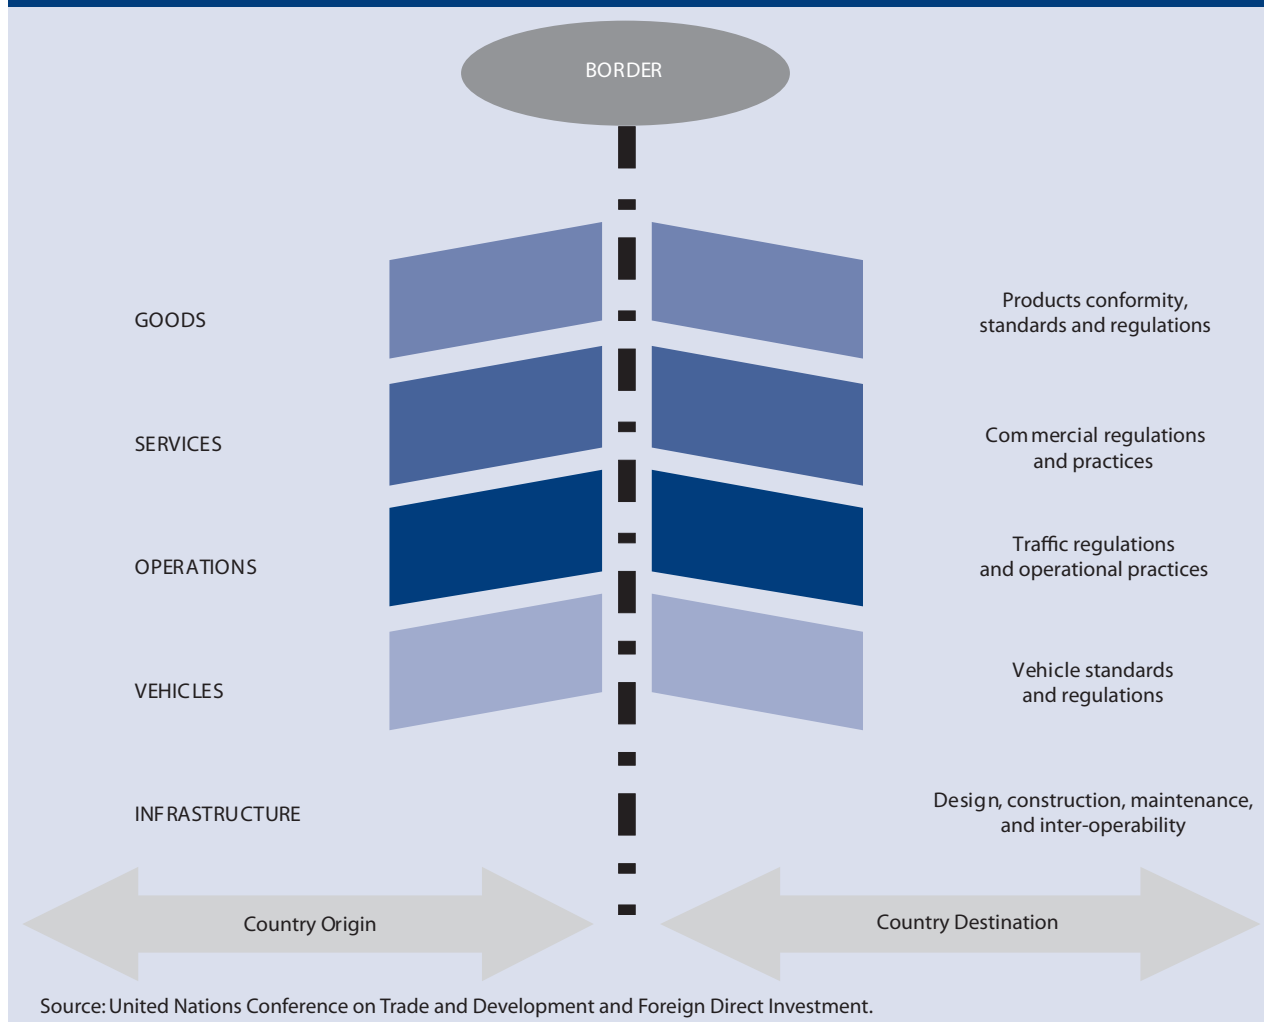 BORDER
GOODS
Products conformity,
standards and regulations
SERVICES
Commercial regulations
and practices
OPERATIONS
Traffic regulations
and operational practices
VEHICLES
Vehicle standards
and regulations
INFRASTRUCTURE
Design, construction, maintenance,
and inter-operability
Country Origin
Country Destination
Source: United Nations Conference on Trade and Development and Foreign Direct Investment.